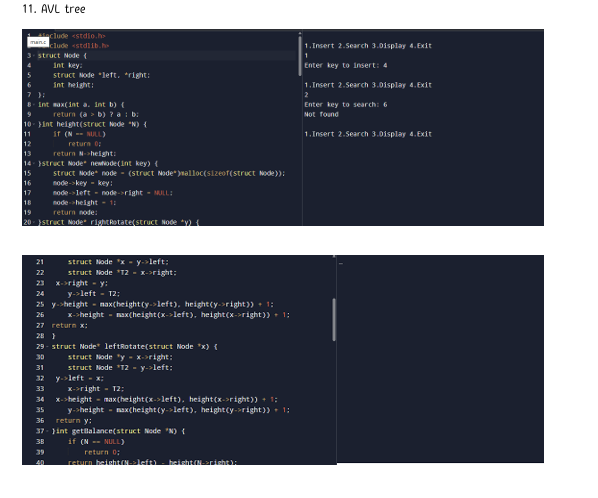 11. AVL tree
1 #include <stdio.h>
main.c
clude <stdlib.h>
3- struct Node {
4 int key;
5 struct Node *left, *right;
6 int height;
7 };
8- int max(int a, int b) {
9 return (a > b) ? a : b;
10- }int height(struct Node *N) {
11 if (N == NULL)
12 return 0;
13 return N->height;
14- }struct Node* newNode(int key) {
15 struct Node* node = (struct Node*)malloc(sizeof(struct Node));
16 node->key = key;
17 node->left = node->right = NULL;
18 node->height = 1;
19 return node;
20- }struct Node* rightRotate(struct Node *y) {
1.Insert 2.Search 3.Display 4.Exit
1
Enter key to insert: 4
1.Insert 2.Search 3.Display 4.Exit
2
Enter key to search: 6
Not found
1.Insert 2.Search 3.Display 4.Exit
21 struct Node *x = y->left;
22 struct Node *T2 = x->right;
23 x->right = y;
24 y->left = T2;
25 y->height = max(height(y->left), height(y->right)) + 1;
26 x->height = max(height(x->left), height(x->right)) + 1;
27 return x;
28 }
29- struct Node* leftRotate(struct Node *x) {
30 struct Node *y = x->right;
31 struct Node *T2 = y->left;
32 y->left = x;
33 x->right = T2;
34 x->height = max(height(x->left), height(x->right)) + 1;
35 y->height = max(height(y->left), height(y->right)) + 1;
36 return y;
37- }int getBalance(struct Node *N) {
38 if (N == NULL)
39 return 0;
40 return height(N->left) - height(N->right);